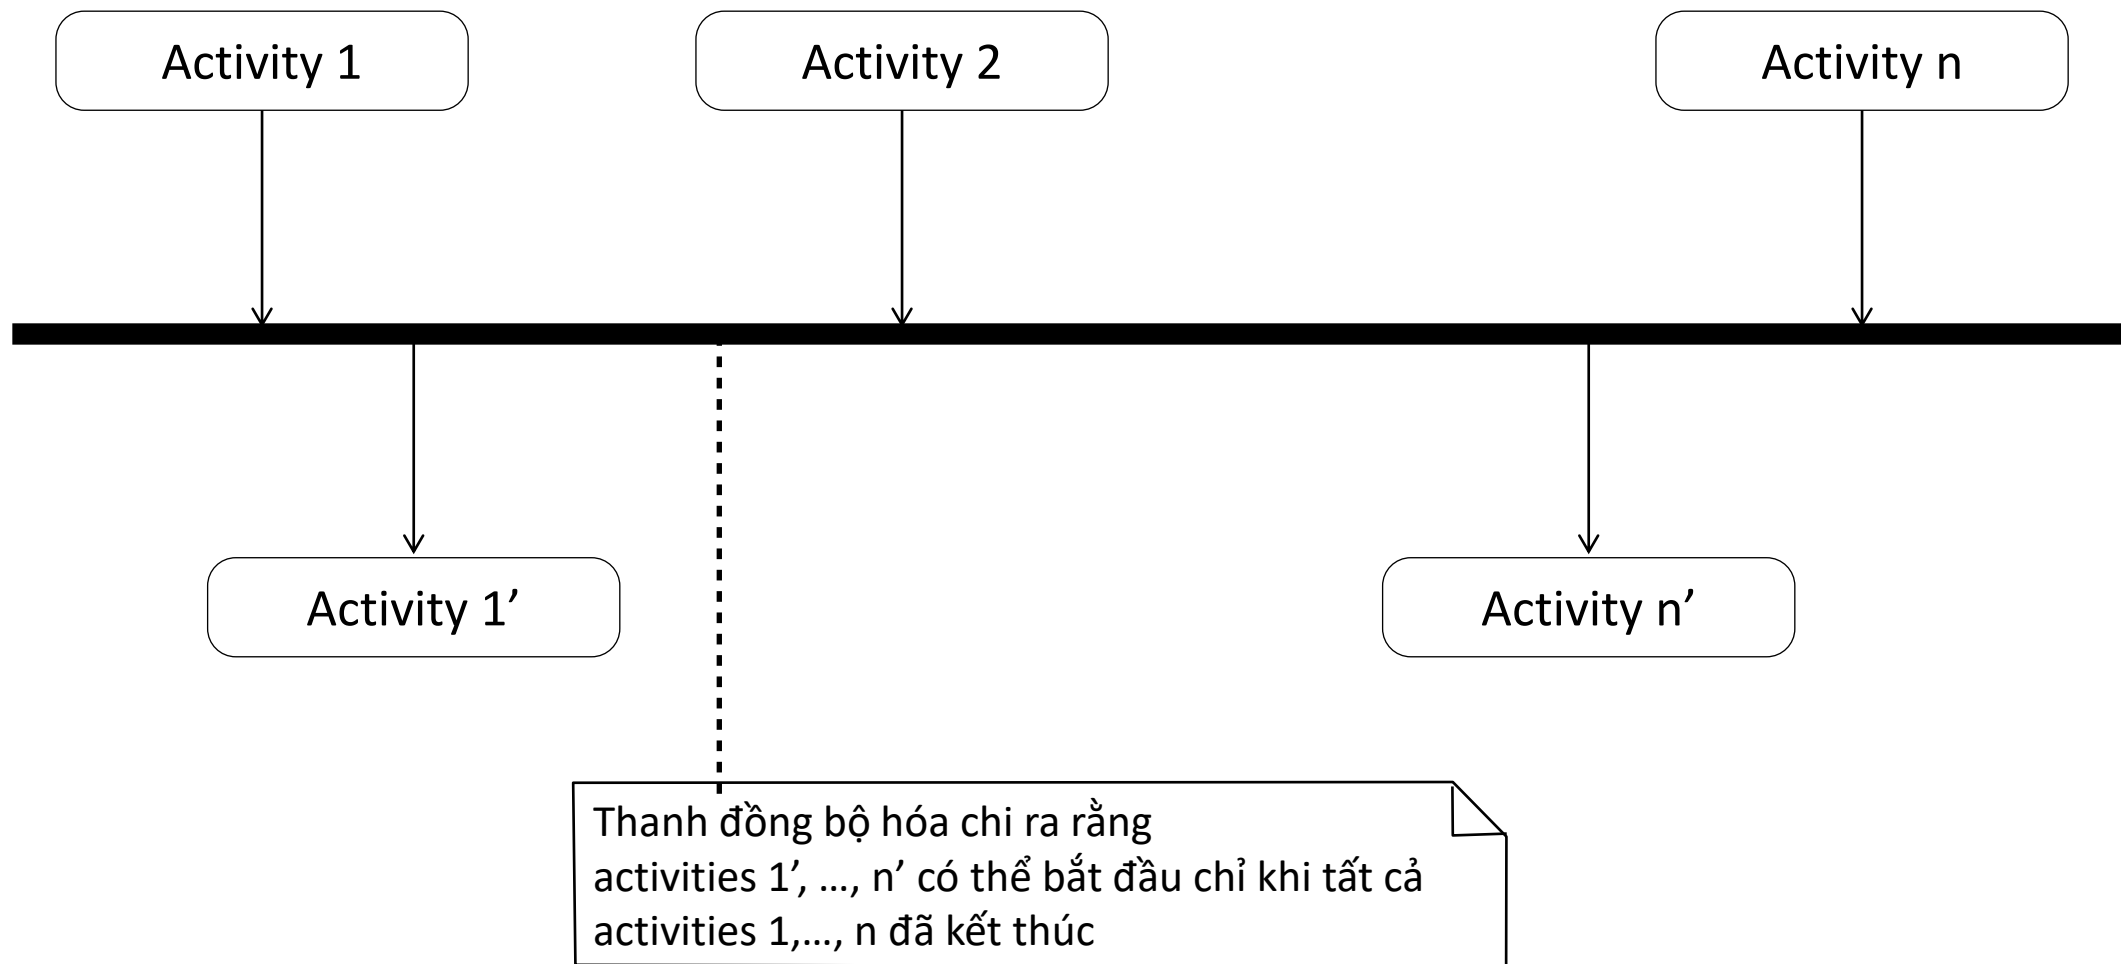 Activity 1
Activity 2
Activity n
Activity 1’
Activity n’
Thanh đồng bộ hóa chi ra rằng
activities 1’, …, n’ có thể bắt đầu chỉ khi tất cả
activities 1,…, n đã kết thúc